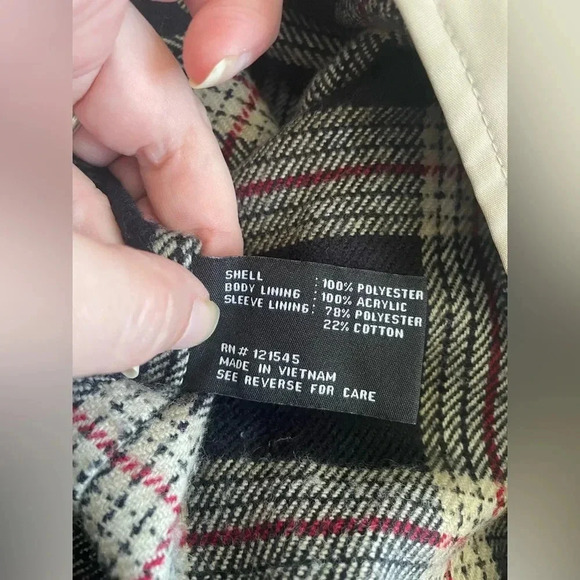 SHELL : 100% POLYESTER
BODY LINING : 100% ACRYLIC
SLEEVE LINING : 78% POLYESTER
22% COTTON
RN# 121545
MADE IN VIETNAM
SEE REVERSE FOR CARE